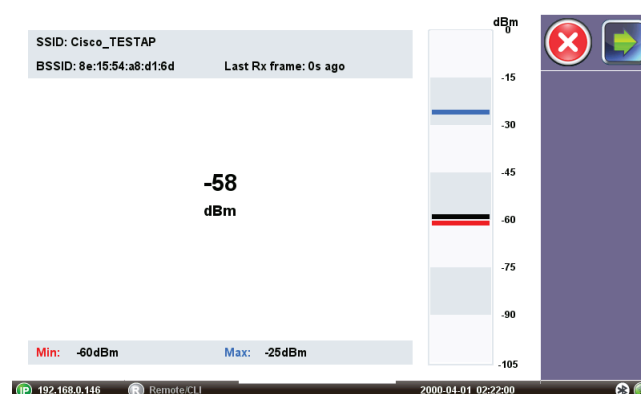 dBm
SSID: Cisco_TESTAP
BSSID: 8e:15:54:a8:d1:6d Last Rx frame: 0s ago
0
-15
-30
-45
-58
dBm
-60
-75
-90
-105
Min: -60dBm Max: -25dBm
IP 192.168.0.146 R Remote/CLI 2000-04-01 02:22:00